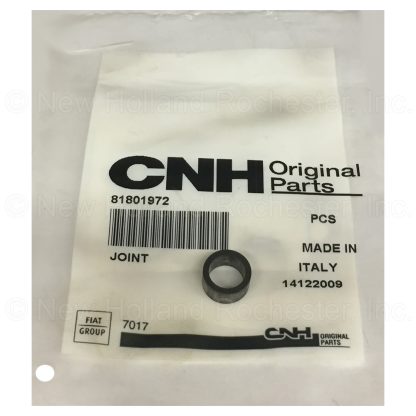 © New Holland Rochester, Inc.
CNH Original Parts
81801972
PCS
MADE IN
JOINT
ITALY
14122009
FIAT
GROUP
7017
CNH ORIGINAL PARTS